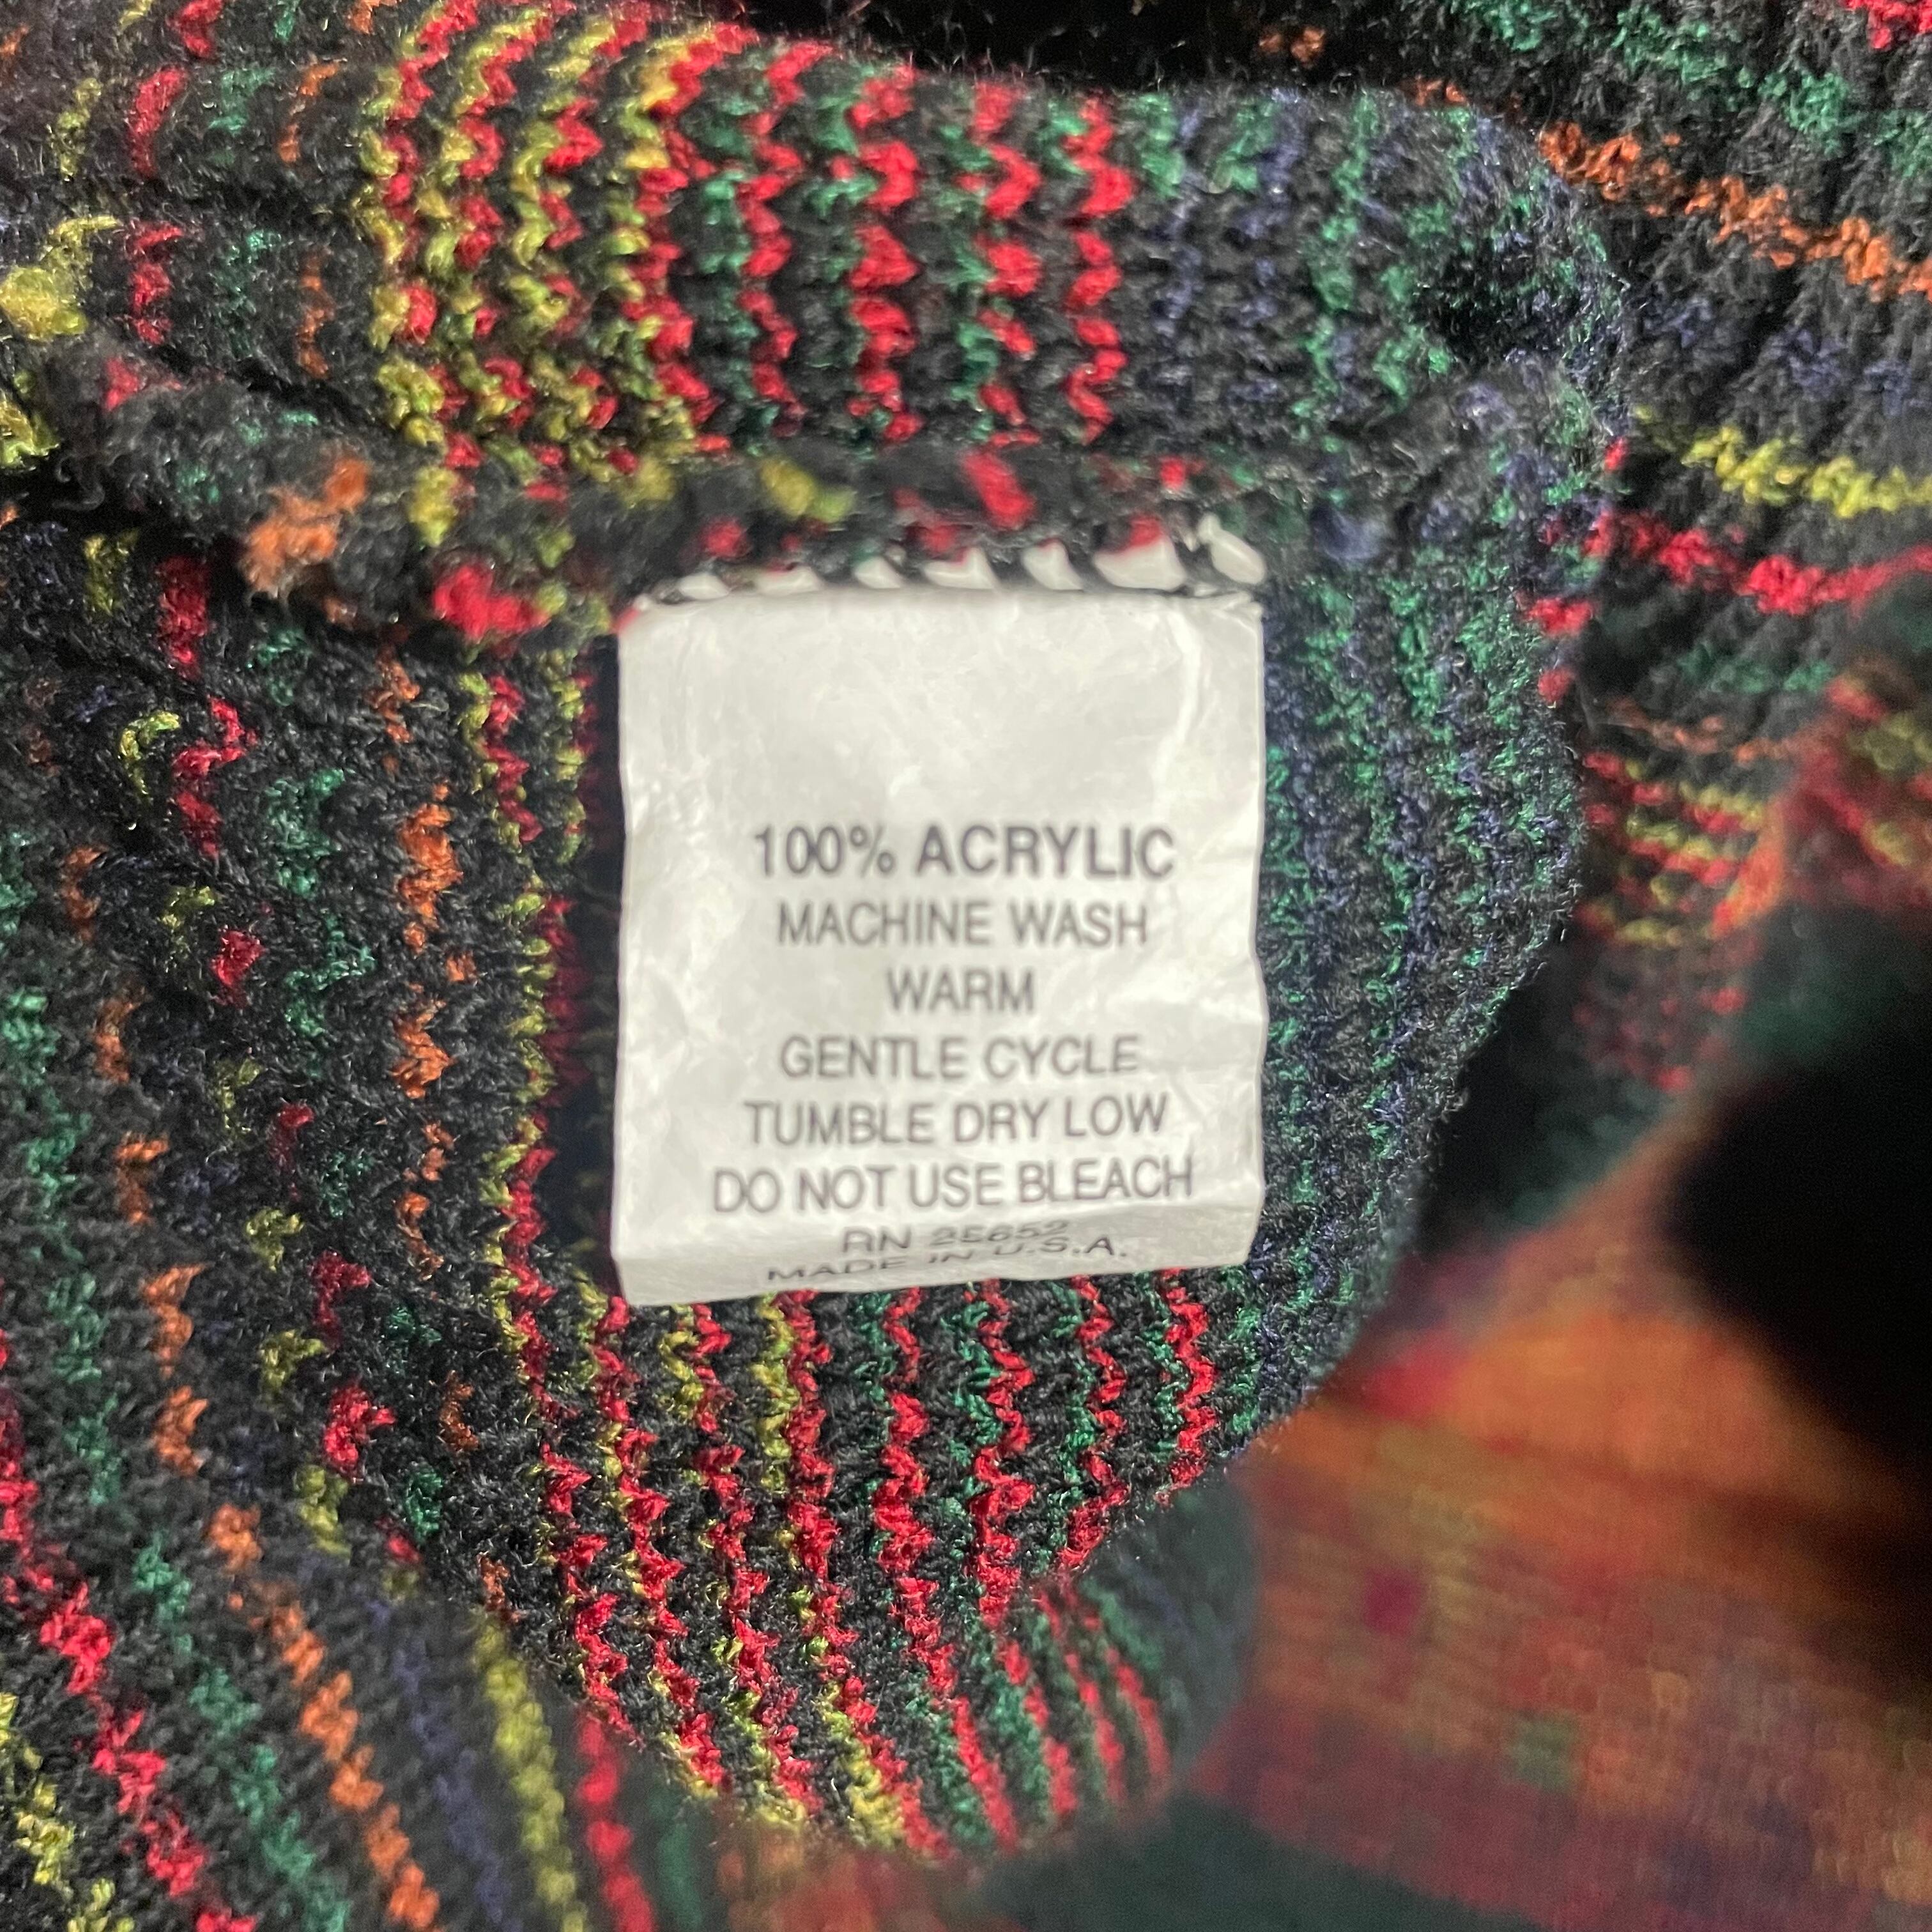 100% ACRYLIC
MACHINE WASH
WARM
GENTLE CYCLE
TUMBLE DRY LOW
DO NOT USE BLEACH
RN 25652
MADE IN U.S.A.